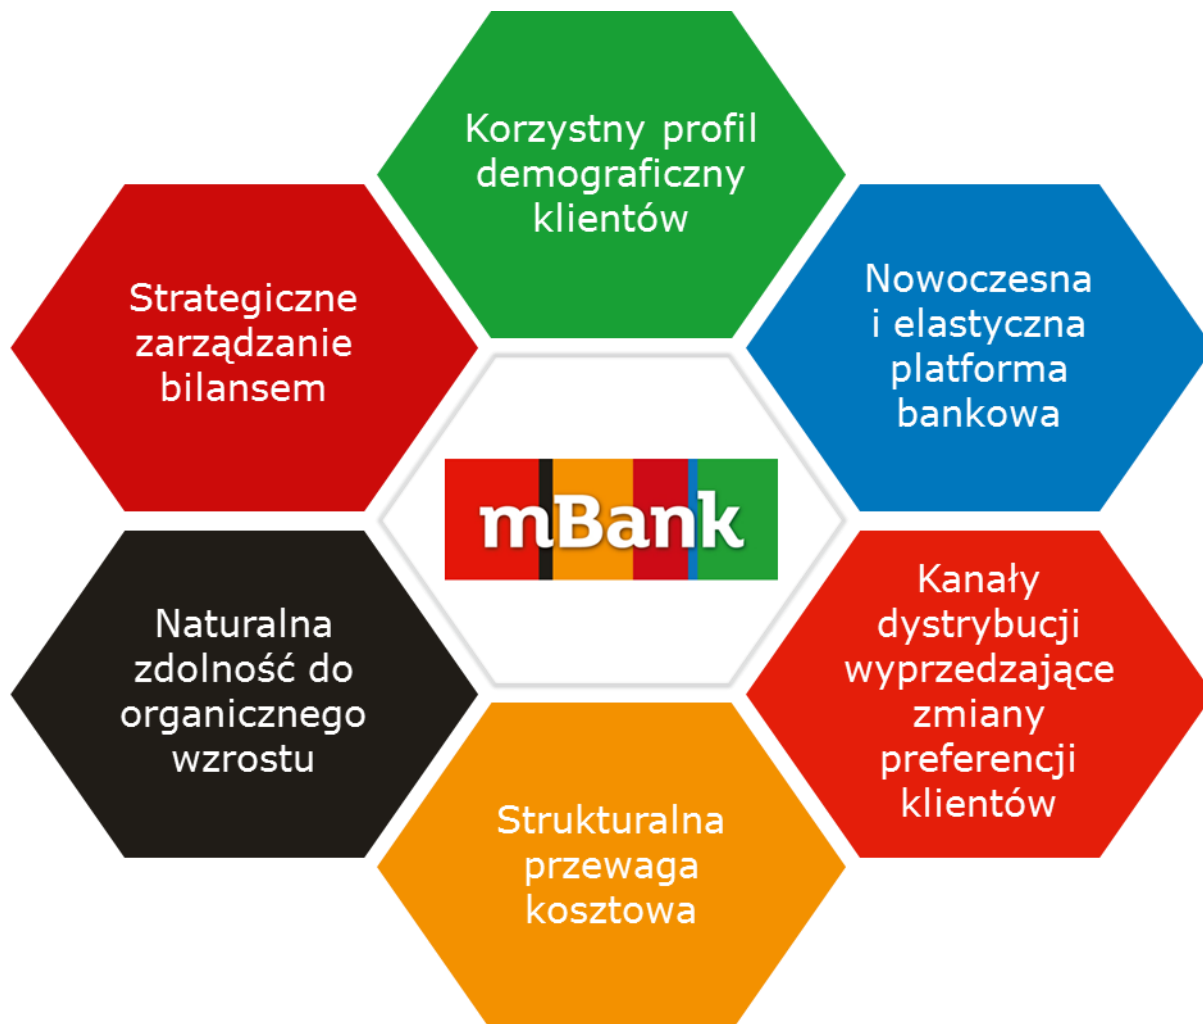 Korzystny profil
demograficzny
klientów
Strategiczne
zarządzanie
bilansem
Nowoczesna
i elastyczna
platforma
bankowa
mBank
Naturalna
zdolność do
organicznego
wzrostu
Kanały
dystrybucji
wyprzedzające
zmiany
preferencji
klientów
Strukturalna
przewaga
kosztowa